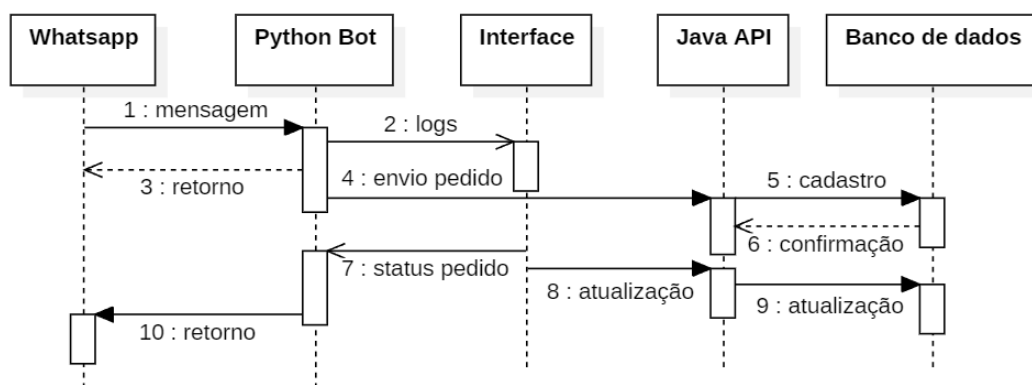 Whatsapp
Python Bot
Interface
Java API
Banco de dados
1 : mensagem
2 : logs
3 : retorno
4 : envio pedido
5 : cadastro
6 : confirmação
7 : status pedido
8 : atualização
9 : atualização
10 : retorno